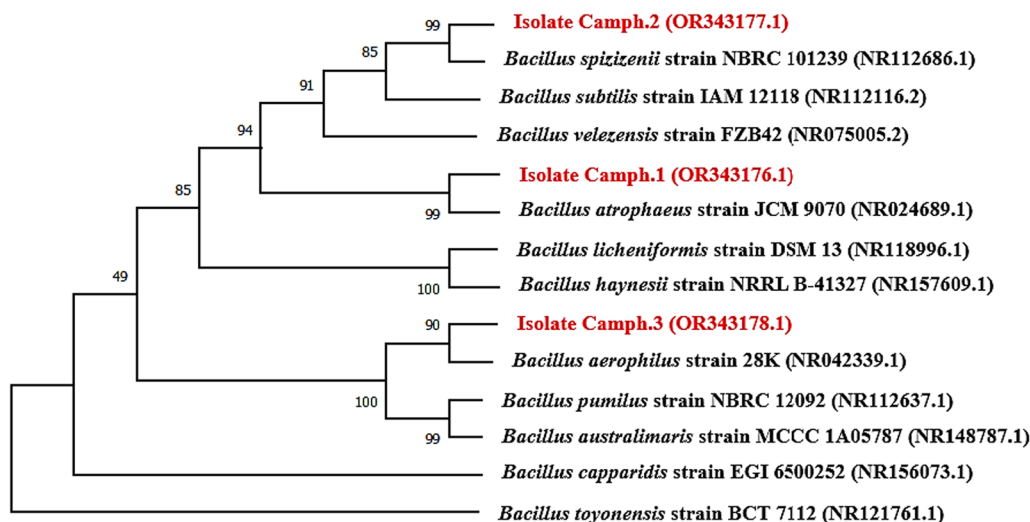 99 Isolate Camph.2 (OR343177.1)
85 Bacillus spizizenii strain NBRC 101239 (NR112686.1)
91 Bacillus subtilis strain IAM 12118 (NR112116.2)
94 Bacillus velezensis strain FZB42 (NR075005.2)
85 Isolate Camph.1 (OR343176.1)
99 Bacillus atrophaeus strain JCM 9070 (NR024689.1)
49 Bacillus licheniformis strain DSM 13 (NR118996.1)
100 Bacillus haynesii strain NRRL B-41327 (NR157609.1)
90 Isolate Camph.3 (OR343178.1)
Bacillus aerophilus strain 28K (NR042339.1)
100 Bacillus pumilus strain NBRC 12092 (NR112637.1)
99 Bacillus australimaris strain MCCC 1A05787 (NR148787.1)
Bacillus capparidis strain EGI 6500252 (NR156073.1)
Bacillus toyonensis strain BCT 7112 (NR121761.1)